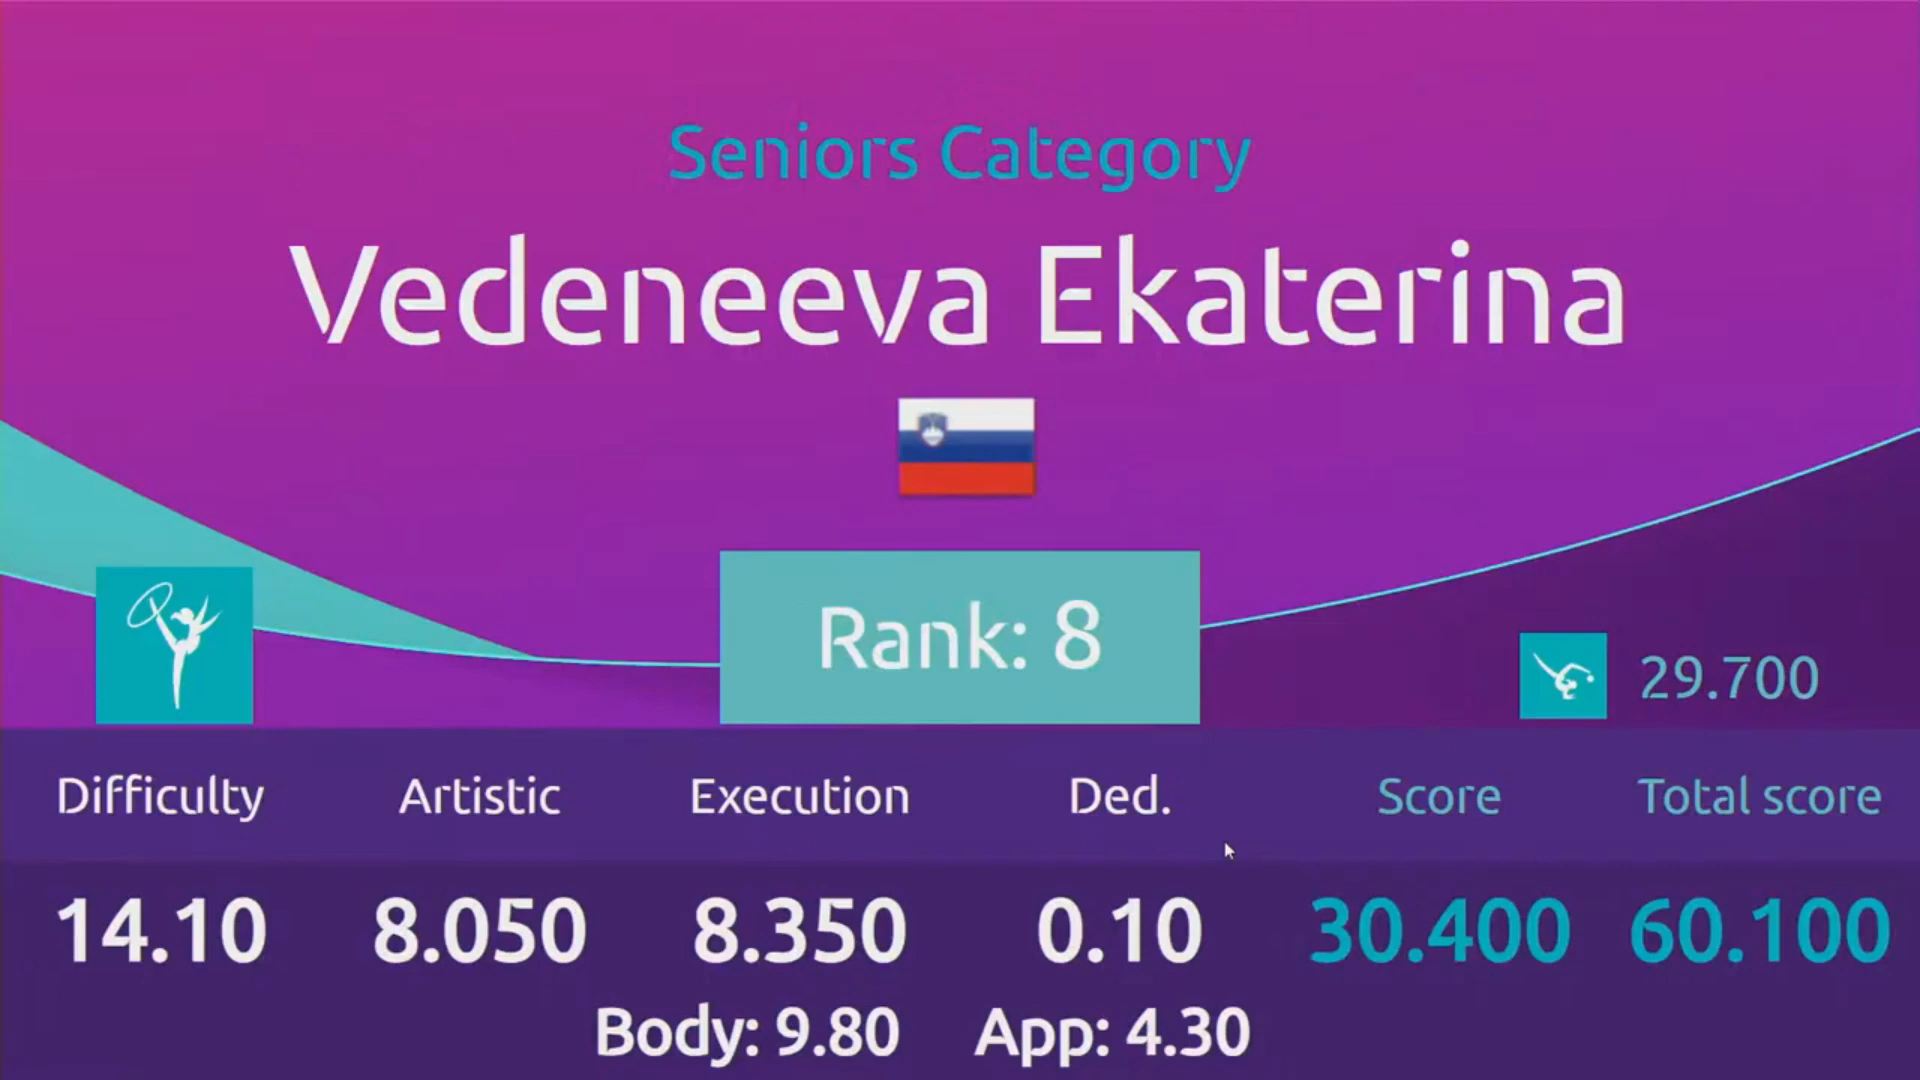 Seniors Category
Vedeneeva Ekaterina
Rank: 8
29.700
Difficulty Artistic Execution Ded. Score Total score
14.10 8.050 8.350 0.10 30.400 60.100
Body: 9.80 App: 4.30